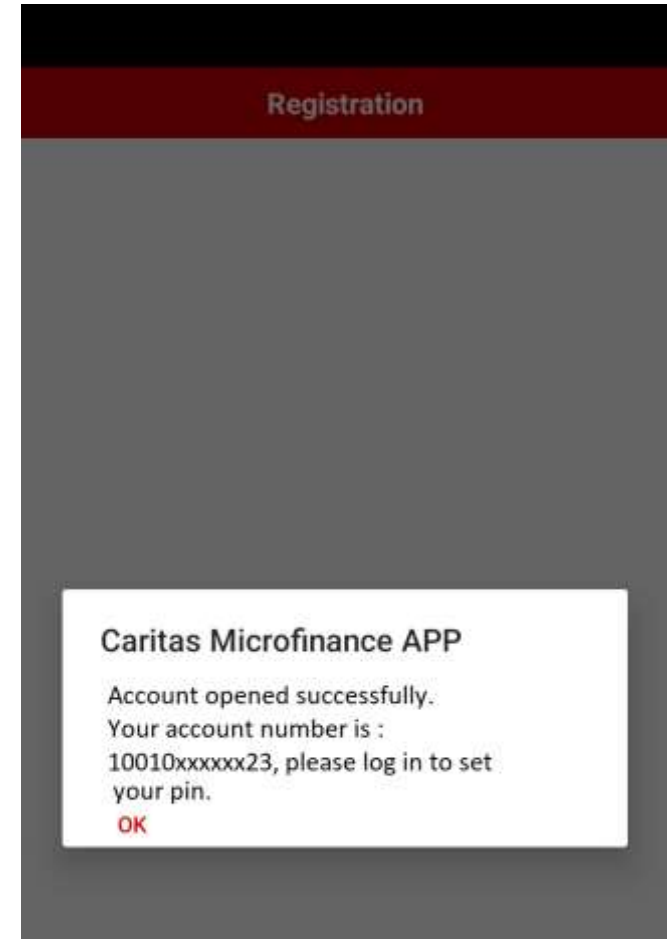 Registration
Caritas Microfinance APP
Account opened successfully.
Your account number is :
10010xxxxxx23, please log in to set
your pin.
OK